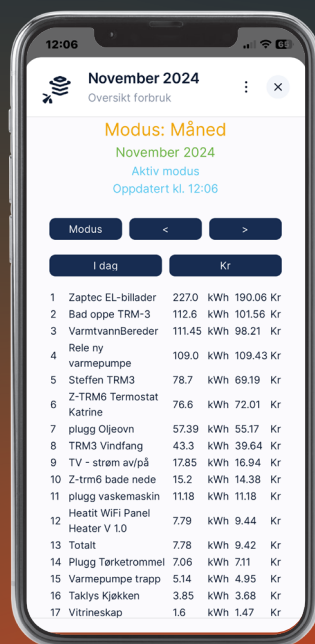 12:06
November 2024
Oversikt forbruk
Modus: Måned
November 2024
Aktiv modus
Oppdatert kl. 12:06
Modus < >
I dag Kr
1 Zaptec EL-billader 227.0 kWh 190.06 Kr
2 Bad oppe TRM-3 112.6 kWh 101.56 Kr
3 VarmtvannBereder 111.45 kWh 98.21 Kr
4 Rele ny
varmepumpe 109.0 kWh 109.43 Kr
5 Steffen TRM3 78.7 kWh 69.19 Kr
6 Z-TRM6 Termostat
Katrine 76.6 kWh 72.01 Kr
7 plugg Oljeovn 57.39 kWh 55.17 Kr
8 TRM3 Vindfang 43.3 kWh 39.64 Kr
9 TV - strøm av/på 17.85 kWh 16.94 Kr
10 Z-trm6 bade nede 15.2 kWh 14.38 Kr
11 plugg vaskemaskin 11.18 kWh 11.18 Kr
12 Heatit WiFi Panel
Heater V 1.0 7.79 kWh 9.44 Kr
13 Totalt 7.78 kWh 9.42 Kr
14 Plugg Tørketrommel 7.06 kWh 7.11 Kr
15 Varmepumpe trapp 5.14 kWh 4.95 Kr
16 Taklys Kjøkken 3.85 kWh 3.68 Kr
17 Vitrineskap 1.6 kWh 1.47 Kr